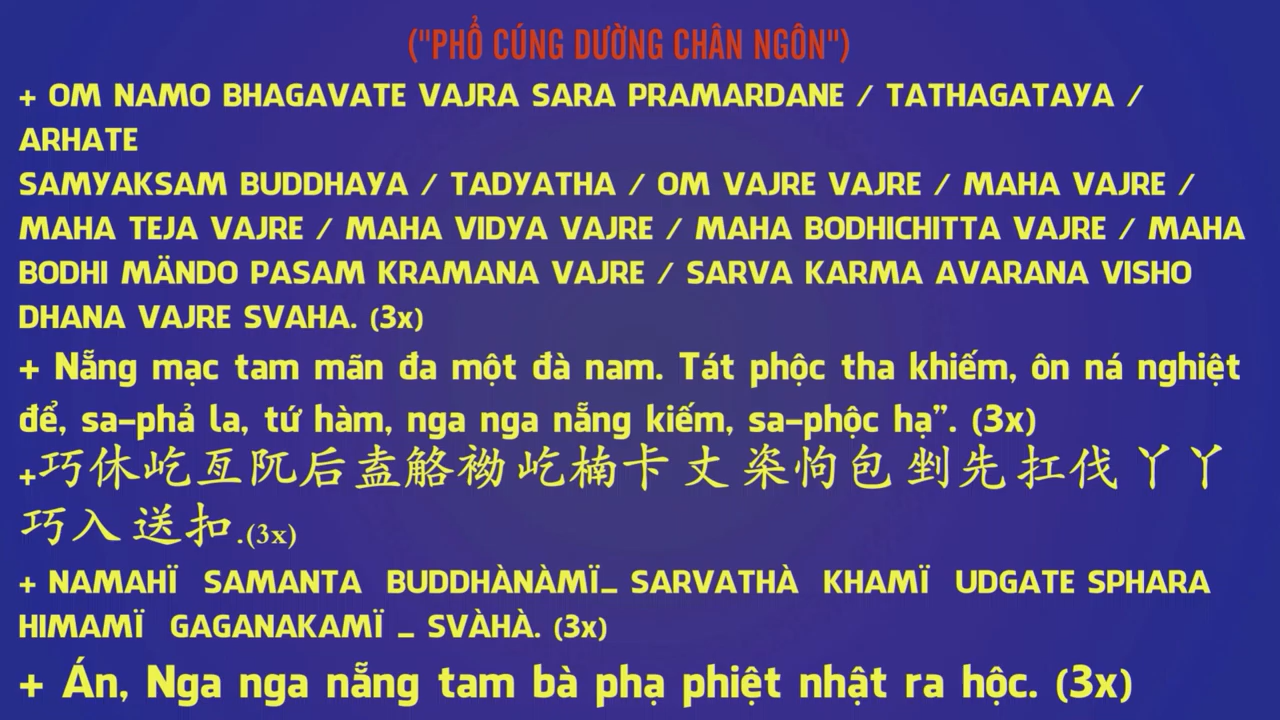 ("PHỔ CÚNG DƯỜNG CHÂN NGÔN")
+ OM NAMO BHAGAVATE VAJRA SARA PRAMARDANE / TATHAGATAYA /
ARHATE
SAMYAKSAM BUDDHAYA / TADYATHA / OM VAJRE VAJRE / MAHA VAJRE /
MAHA TEJA VAJRE / MAHA VIDYA VAJRE / MAHA BODHICHITTA VAJRE / MAHA
BODHI MÄNDO PASAM KRAMANA VAJRE / SARVA KARMA AVARANA VISHO
DHANA VAJRE SVAHA. (3x)
+ Nẵng mạc tam mãn đa một đà nam. Tát phộc tha khiếm, ôn ná nghiệt
để, sa-phả la, tứ hàm, nga nga nẵng kiếm, sa-phộc hạ”. (3x)
+巧休屹亙阢后盍觡袎屹楠卡丈姿怐包剉先扛伐丫丫
巧入送扣.(3x)
+ NAMAHÏ SAMANTA BUDDHÀNÀMÏ_ SARVATHÀ KHAMÏ UDGATE SPHARA
HIMAMÏ GAGANAKAMÏ _ SVÀHÀ. (3x)
+ Án, Nga nga nẵng tam bà phạ phiệt nhật ra hộc. (3x)